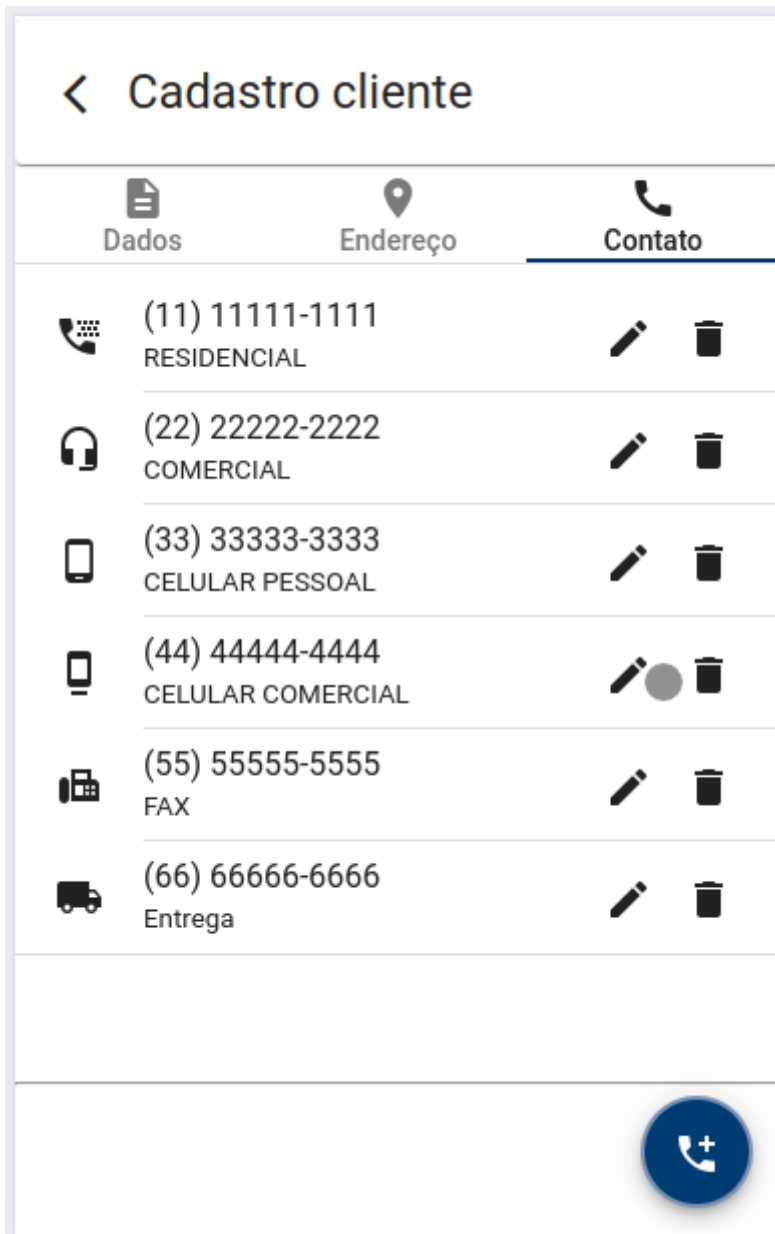 Cadastro cliente
Dados Endereço Contato
(11) 11111-1111
RESIDENCIAL
(22) 22222-2222
COMERCIAL
(33) 33333-3333
CELULAR PESSOAL
(44) 44444-4444
CELULAR COMERCIAL
(55) 55555-5555
FAX
(66) 66666-6666
Entrega